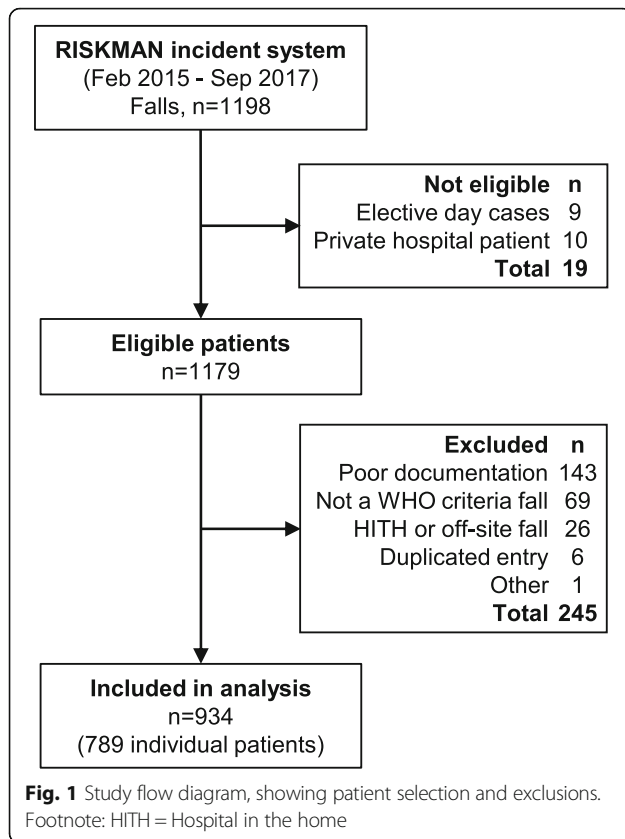 RISKMAN incident system
(Feb 2015 - Sep 2017)
Falls, n=1198
Not eligible n
Elective day cases 9
Private hospital patient 10
Total 19
Eligible patients
n=1179
Excluded n
Poor documentation 143
Not a WHO criteria fall 69
HITH or off-site fall 26
Duplicated entry 6
Other 1
Total 245
Included in analysis
n=934
(789 individual patients)
Fig. 1 Study flow diagram, showing patient selection and exclusions.
Footnote: HITH = Hospital in the home